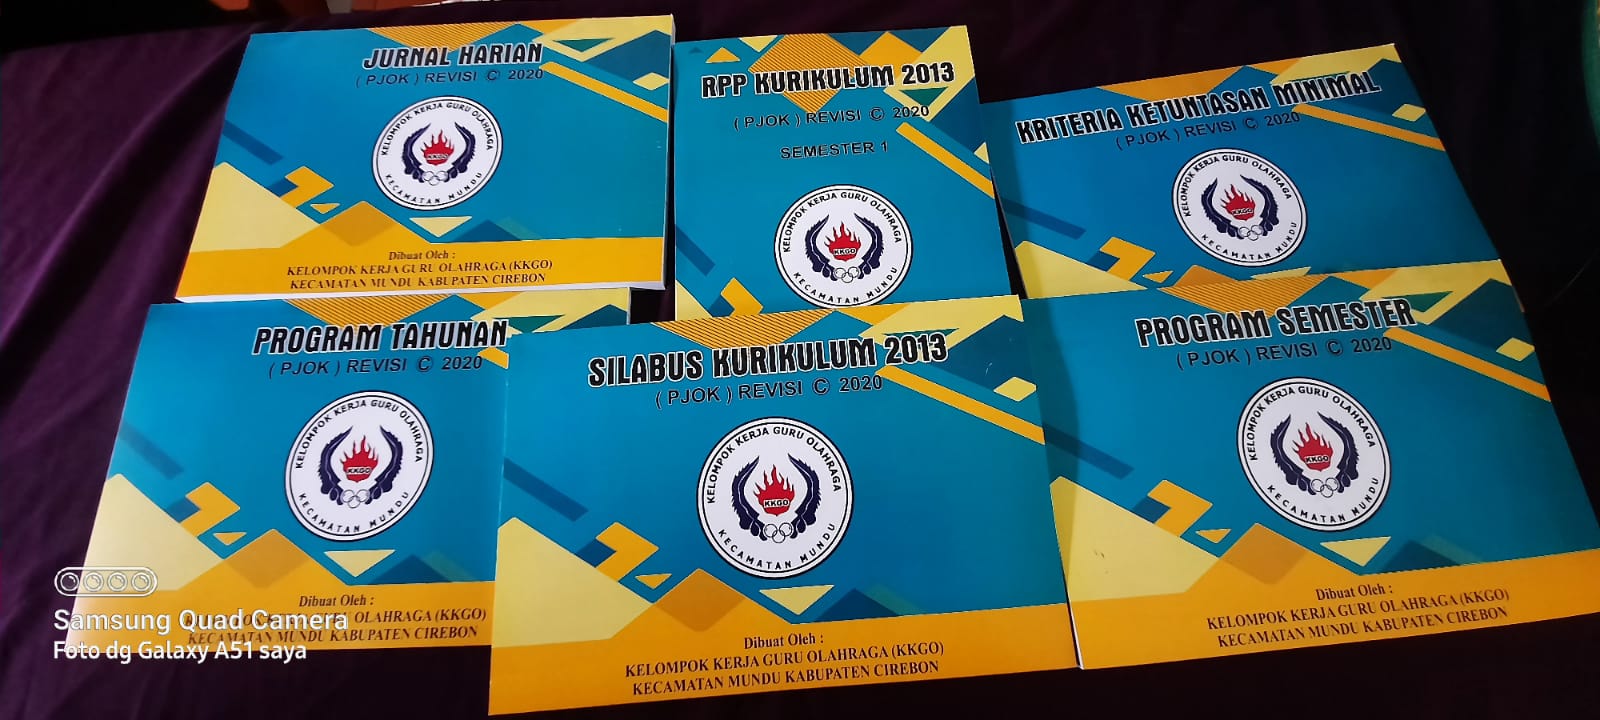 JURNAL HARIAN
( PJOK ) REVISI © 2020
KELOMPOK KERJA GURU OLAHRAGA
KKGO
KECAMATAN MUNDU
Dibuat Oleh :
KELOMPOK KERJA GURU OLAHRAGA (KKGO)
KECAMATAN MUNDU KABUPATEN CIREBON
RPP KURIKULUM 2013
( PJOK ) REVISI © 2020
SEMESTER 1
KELOMPOK KERJA GURU OLAHRAGA
KKGO
KECAMATAN MUNDU
KRITERIA KETUNTASAN MINIMAL
( PJOK ) REVISI © 2020
KELOMPOK KERJA GURU OLAHRAGA
KKGO
KECAMATAN MUNDU
PROGRAM TAHUNAN
( PJOK ) REVISI © 2020
KELOMPOK KERJA GURU OLAHRAGA
KKGO
KECAMATAN MUNDU
Dibuat Oleh :
GURU OLAHRAGA (KKGO)
KECAMATAN MUNDU KABUPATEN CIREBON
SILABUS KURIKULUM 2013
( PJOK ) REVISI © 2020
KELOMPOK KERJA GURU OLAHRAGA
KKGO
KECAMATAN MUNDU
Dibuat Oleh :
KELOMPOK KERJA GURU OLAHRAGA (KKGO)
KECAMATAN MUNDU KABUPATEN CIREBON
PROGRAM SEMESTER
( PJOK ) REVISI © 2020
KELOMPOK KERJA GURU OLAHRAGA
KKGO
KECAMATAN MUNDU
Dibuat Oleh :
KELOMPOK KERJA GURU OLAHRAGA (KKGO)
KECAMATAN MUNDU KABUPATEN CIREBON
Samsung Quad Camera
Foto dg Galaxy A51 saya